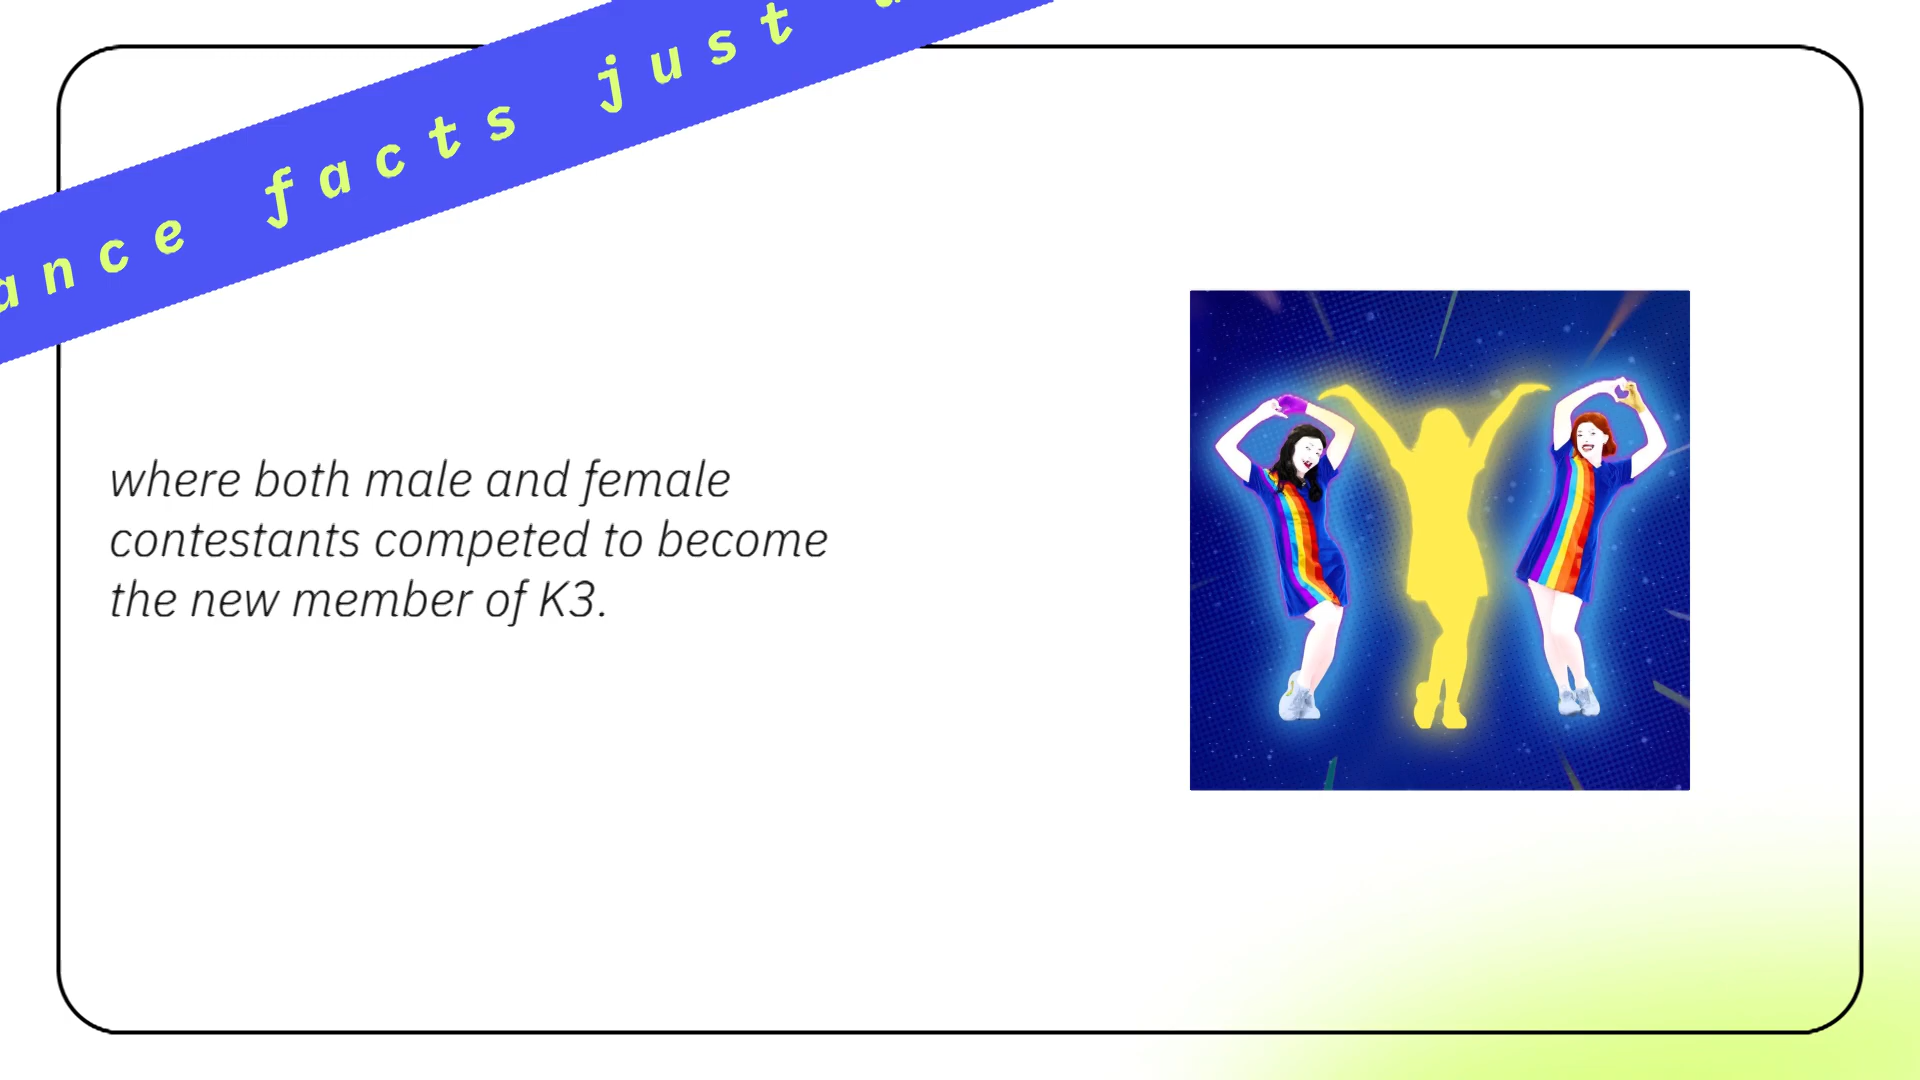 ance facts just
where both male and female
contestants competed to become
the new member of K3.